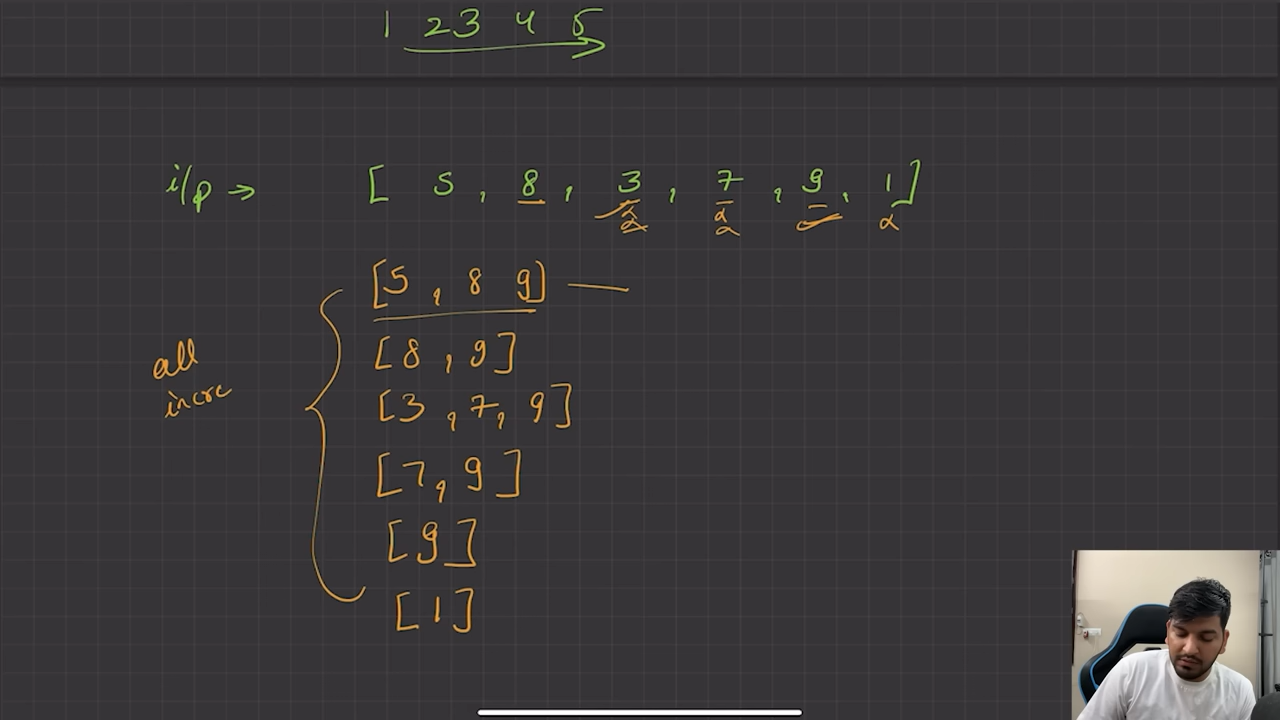 1 2 3 4 5
i/p → [ 5 , 8 , 3 , 7 , 9 , 1 ]
[5 , 8 9] —
[8 , 9]
all
incre
[3 , 7 , 9]
[7 , 9]
[9]
[1]